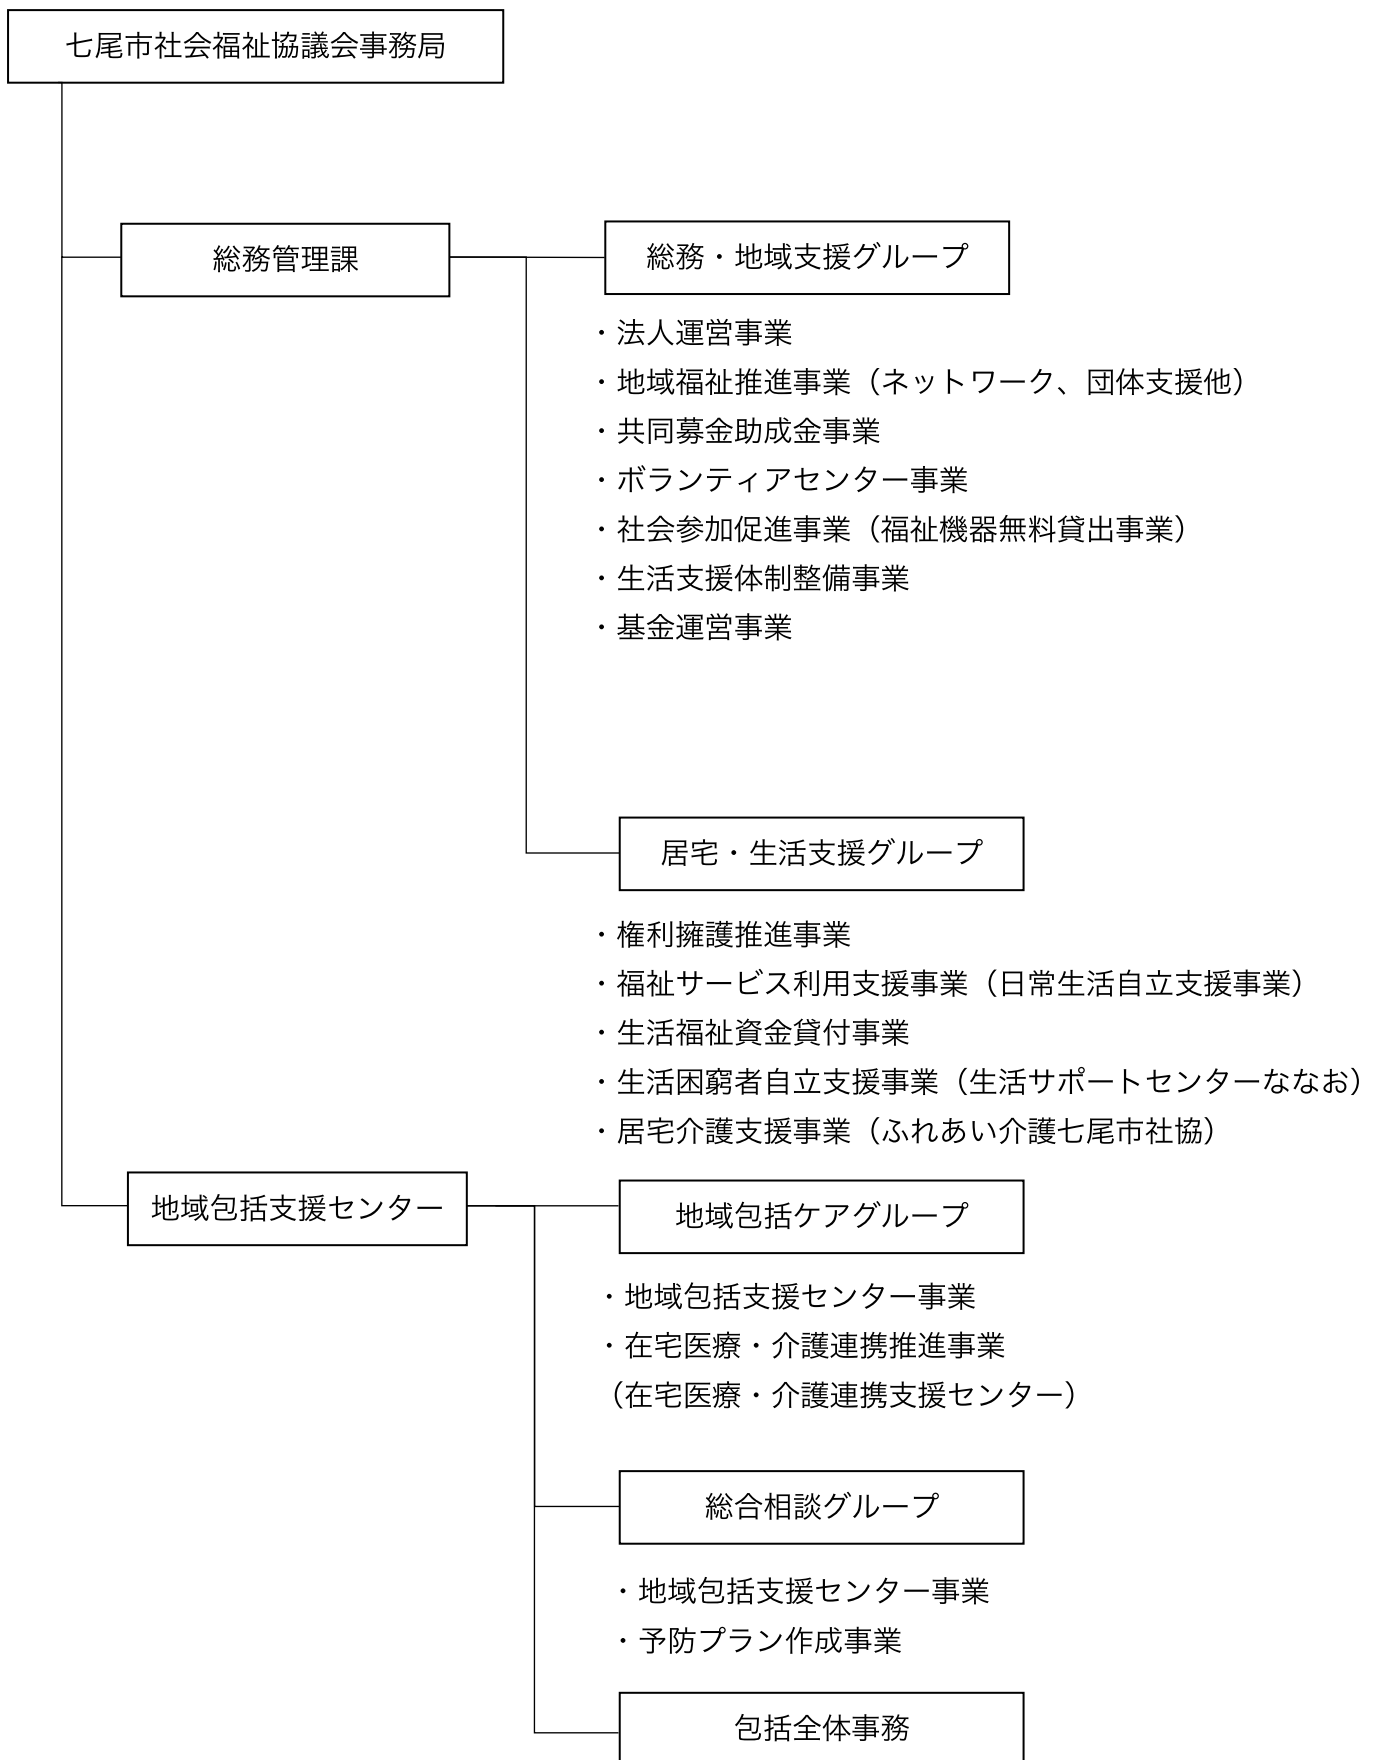 七尾市社会福祉協議会事務局
総務管理課
総務・地域支援グループ
・法人運営事業
・地域福祉推進事業（ネットワーク、団体支援他）
・共同募金助成金事業
・ボランティアセンター事業
・社会参加促進事業（福祉機器無料貸出事業）
・生活支援体制整備事業
・基金運営事業
居宅・生活支援グループ
・権利擁護推進事業
・福祉サービス利用支援事業（日常生活自立支援事業）
・生活福祉資金貸付事業
・生活困窮者自立支援事業（生活サポートセンターななお）
・居宅介護支援事業（ふれあい介護七尾市社協）
地域包括支援センター
地域包括ケアグループ
・地域包括支援センター事業
・在宅医療・介護連携推進事業
（在宅医療・介護連携支援センター）
総合相談グループ
・地域包括支援センター事業
・予防プラン作成事業
包括全体事務